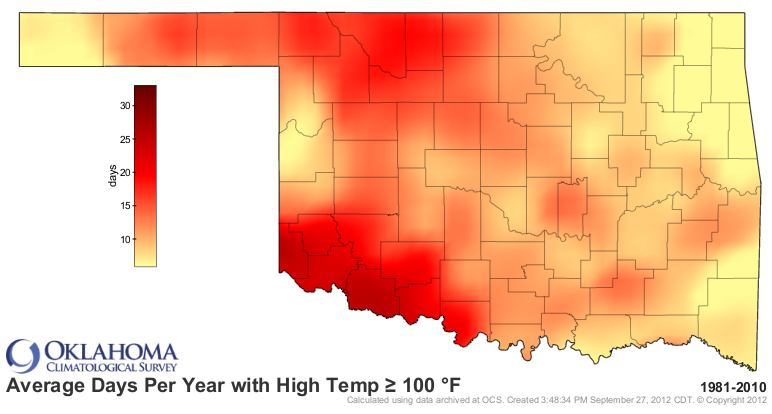 30
25
20
15
10
days
OKLAHOMA
CLIMATOLOGICAL SURVEY
Average Days Per Year with High Temp ≥ 100 °F
1981-2010
Calculated using data archived at OCS. Created 3:48:34 PM September 27, 2012 CDT. © Copyright 2012